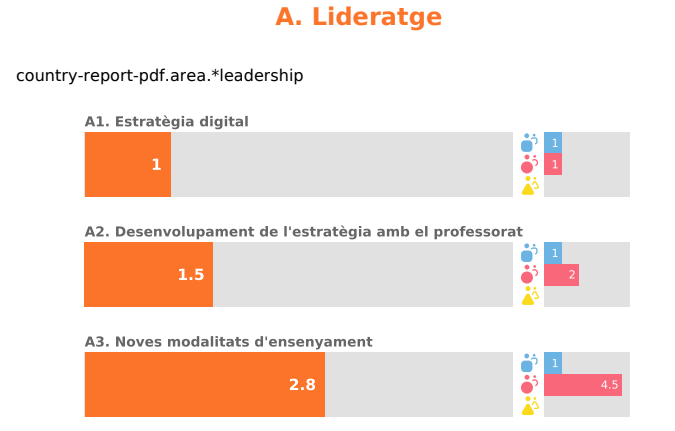 A. Lideratge
country-report-pdf.area.*leadership
A1. Estratègia digital
1
1
1
A2. Desenvolupament de l'estratègia amb el professorat
1.5
1
2
A3. Noves modalitats d'ensenyament
2.8
1
4.5